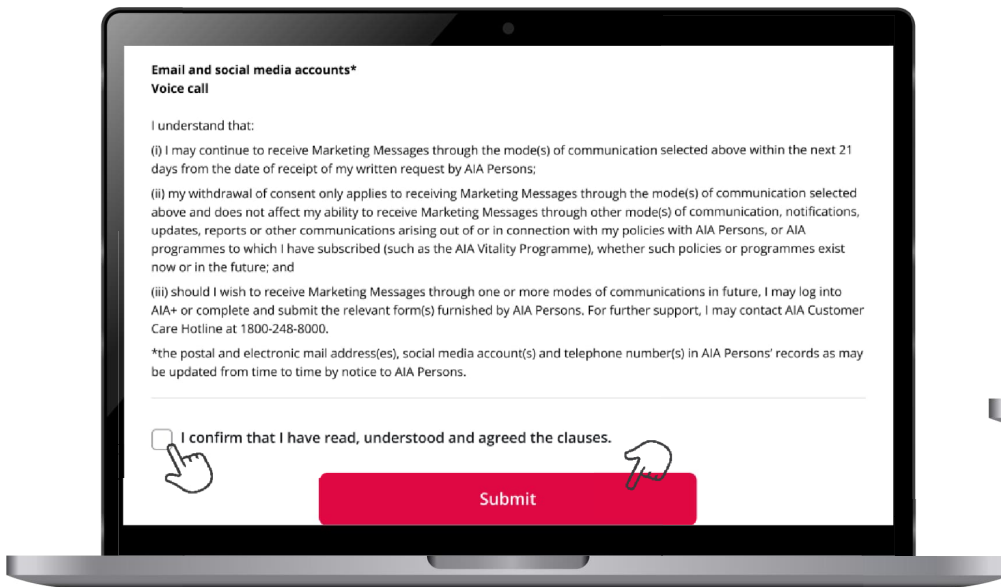 Email and social media accounts*
Voice call
I understand that:
(i) I may continue to receive Marketing Messages through the mode(s) of communication selected above within the next 21
days from the date of receipt of my written request by AIA Persons;
(ii) my withdrawal of consent only applies to receiving Marketing Messages through the mode(s) of communication selected
above and does not affect my ability to receive Marketing Messages through other mode(s) of communication, notifications,
updates, reports or other communications arising out of or in connection with my policies with AIA Persons, or AIA
programmes to which I have subscribed (such as the AIA Vitality Programme), whether such policies or programmes exist
now or in the future; and
(iii) should I wish to receive Marketing Messages through one or more modes of communications in future, I may log into
AIA+ or complete and submit the relevant form(s) furnished by AIA Persons. For further support, I may contact AIA Customer
Care Hotline at 1800-248-8000.
*the postal and electronic mail address(es), social media account(s) and telephone number(s) in AIA Persons’ records as may
be updated from time to time by notice to AIA Persons.
I confirm that I have read, understood and agreed the clauses.
Submit